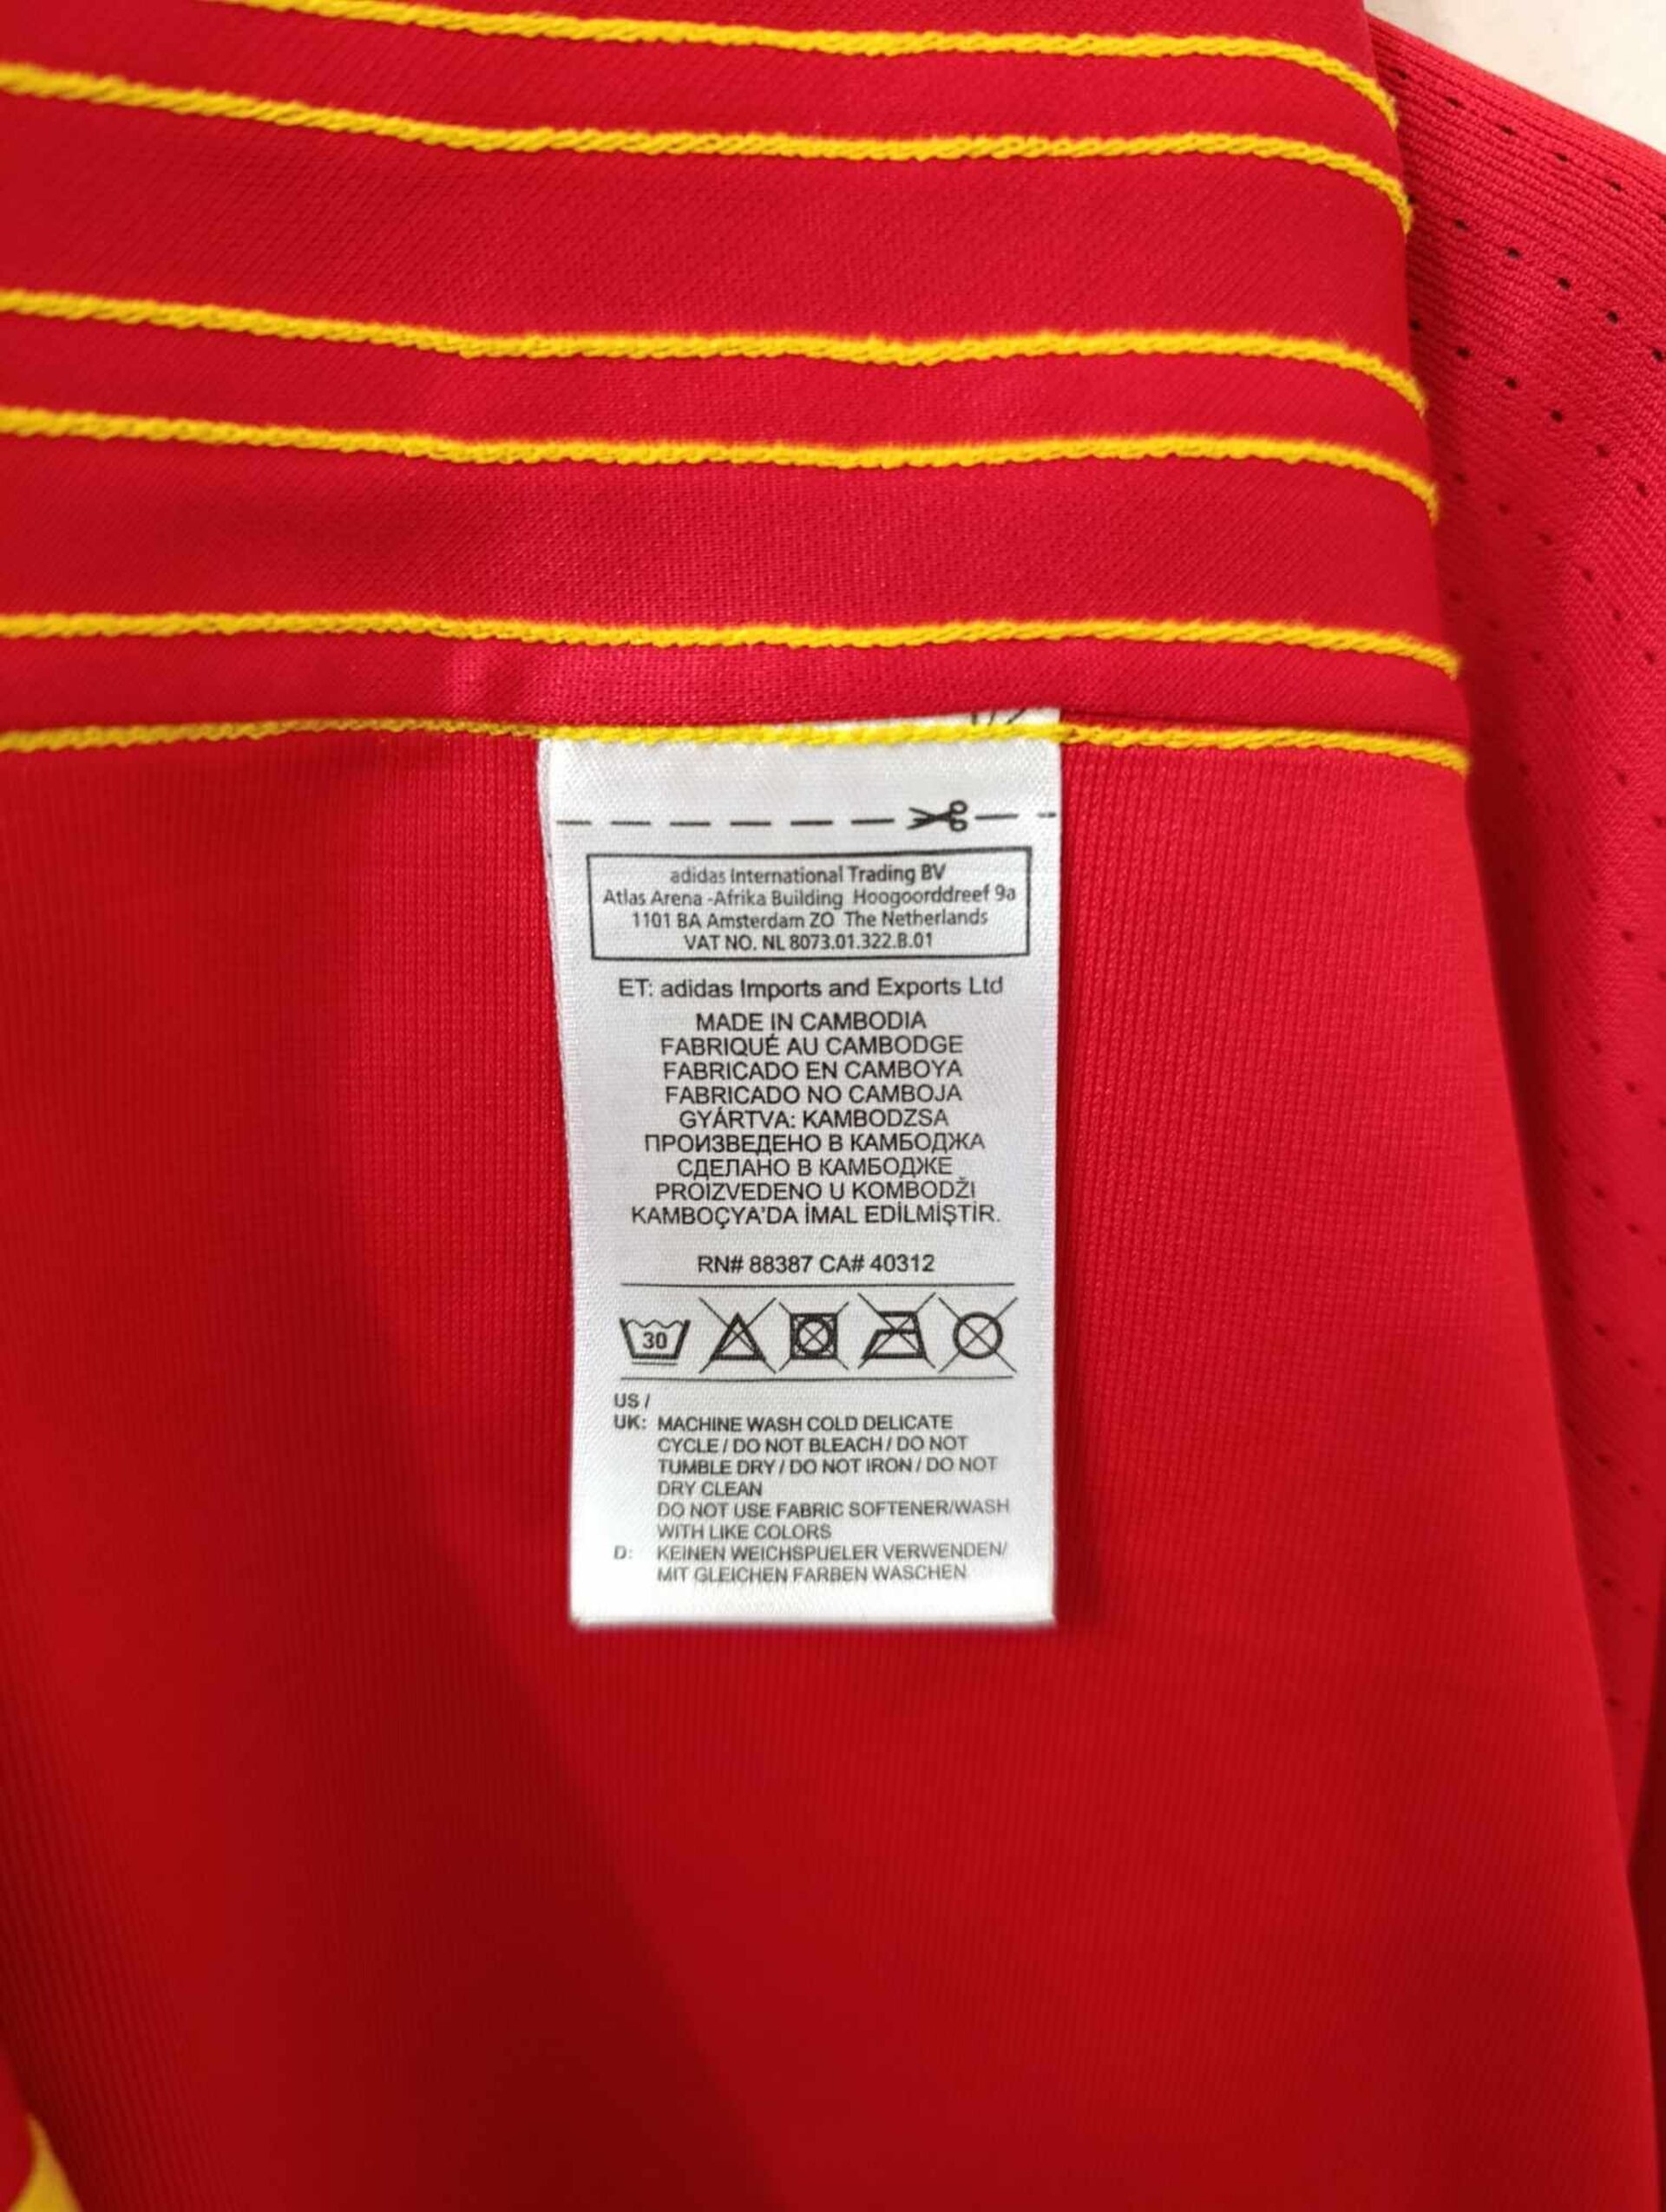 adidas International Trading BV
Atlas Arena -Afrika Building Hoogoorddreef 9a
1101 BA Amsterdam ZO The Netherlands
VAT NO. NL 8073.01.322.B.01
ET: adidas Imports and Exports Ltd
MADE IN CAMBODIA
FABRIQUÉ AU CAMBODGE
FABRICADO EN CAMBOYA
FABRICADO NO CAMBOJA
GYÁRTVA: KAMBODZSA
ПРОИЗВЕДЕНО В КАМБОДЖА
СДЕЛАНО В КАМБОДЖЕ
PROIZVEDENO U KOMBODŽI
KAMBOÇYA'DA İMAL EDİLMİŞTİR.
RN# 88387 CA# 40312
30
US /
UK: MACHINE WASH COLD DELICATE
CYCLE / DO NOT BLEACH / DO NOT
TUMBLE DRY / DO NOT IRON / DO NOT
DRY CLEAN
DO NOT USE FABRIC SOFTENER/WASH
WITH LIKE COLORS
D: KEINEN WEICHSPUELER VERWENDEN/
MIT GLEICHEN FARBEN WASCHEN